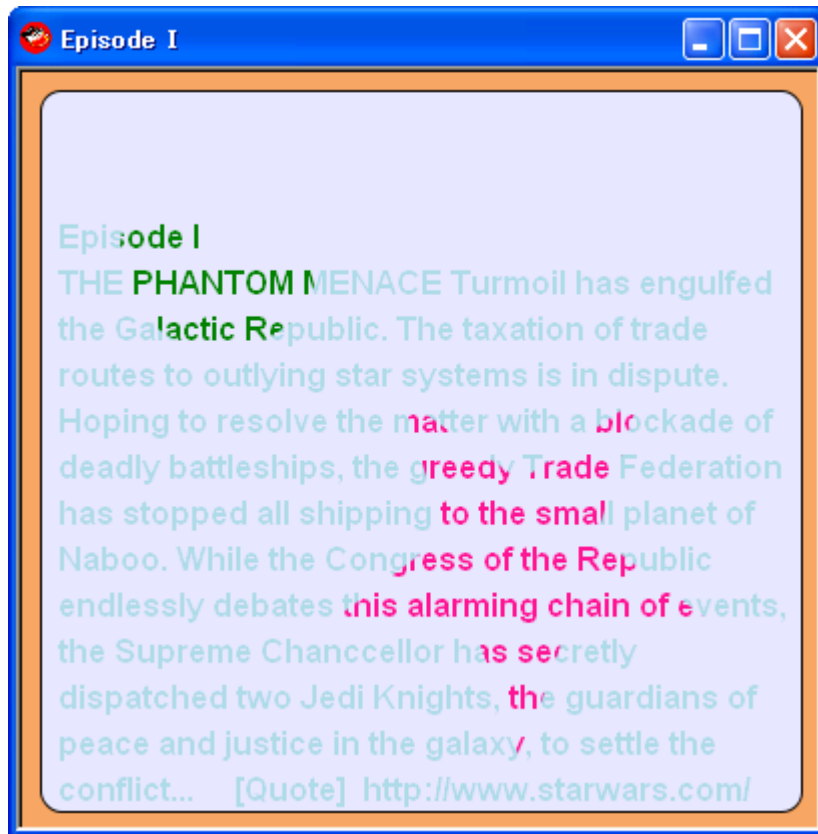 Episode I
Episode I
THE PHANTOM MENACE Turmoil has engulfed
the Galactic Republic. The taxation of trade
routes to outlying star systems is in dispute.
Hoping to resolve the matter with a blockade of
deadly battleships, the greedy Trade Federation
has stopped all shipping to the small planet of
Naboo. While the Congress of the Republic
endlessly debates this alarming chain of events,
the Supreme Chanccellor has secretly
dispatched two Jedi Knights, the guardians of
peace and justice in the galaxy, to settle the
conflict... [Quote] http://www.starwars.com/